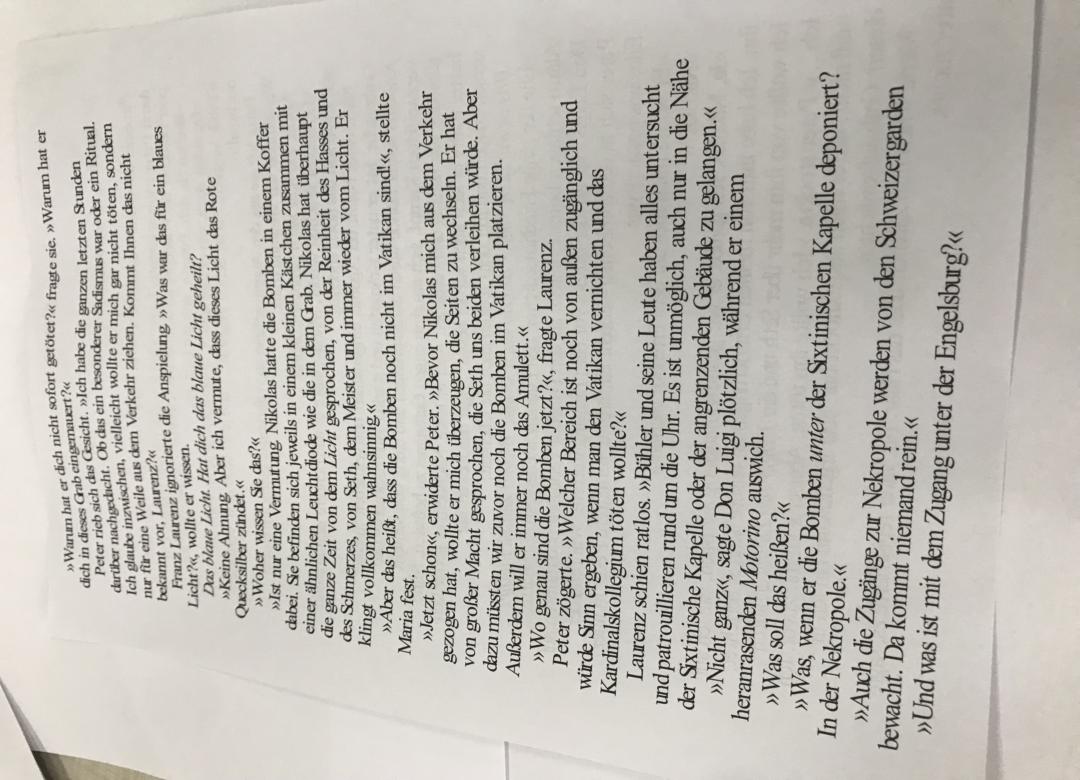 »Warum hat er dich nicht sofort getötet?«, fragte sie. »Warum hat er
dich in dieses Grab eingemauert?«
Peter rieb sich das Gesicht. »Ich habe die ganzen letzten Stunden
darüber nachgedacht. Ob das ein besonderer Sadismus war oder ein Ritual.
Ich glaube inzwischen, vielleicht wollte er mich gar nicht töten, sondern
nur für eine Weile aus dem Verkehr ziehen. Kommt Ihnen das nicht
bekannt vor, Laurenz?«
Franz Laurenz ignorierte die Anspielung. »Was war das für ein blaues
Licht?«, wollte er wissen.
Das blaue Licht. Hat dich das blaue Licht geheilt?
»Keine Ahnung. Aber ich vermute, dass dieses Licht das Rote
Quecksilber zündet.«
»Woher wissen Sie das?«
»Ist nur eine Vermutung. Nikolas hatte die Bomben in einem Koffer
dabei. Sie befinden sich jeweils in einem kleinen Kästchen zusammen mit
einer ähnlichen Leuchtdiode wie die in dem Grab. Nikolas hat überhaupt
die ganze Zeit von dem Licht gesprochen, von der Reinheit des Hasses und
des Schmerzes, von Seth, dem Meister und immer wieder vom Licht. Er
klingt vollkommen wahnsinnig.«
»Aber das heißt, dass die Bomben noch nicht im Vatikan sind!«, stellte
Maria fest.
»Jetzt schon«, erwiderte Peter. »Bevor Nikolas mich aus dem Verkehr
gezogen hat, wollte er mich überzeugen, die Seiten zu wechseln. Er hat
von großer Macht gesprochen, die Seth uns beiden verleihen würde. Aber
dazu müssten wir zuvor noch die Bomben im Vatikan platzieren.
Außerdem will er immer noch das Amulett.«
»Wo genau sind die Bomben jetzt?«, fragte Laurenz.
Peter zögerte. »Welcher Bereich ist noch von außen zugänglich und
würde Sinn ergeben, wenn man den Vatikan vernichten und das
Kardinalskollegium töten wollte?«
Laurenz schien ratlos. »Bühler und seine Leute haben alles untersucht
und patrouillieren rund um die Uhr. Es ist unmöglich, auch nur in die Nähe
der Sixtinische Kapelle oder der angrenzenden Gebäude zu gelangen.«
»Nicht ganz«, sagte Don Luigi plötzlich, während er einem
heranrasenden Motorino auswich.
»Was soll das heißen?«
»Was, wenn er die Bomben unter der Sixtinischen Kapelle deponiert?
In der Nekropole.«
»Auch die Zugänge zur Nekropole werden von den Schweizergarden
bewacht. Da kommt niemand rein.«
»Und was ist mit dem Zugang unter der Engelsburg?«